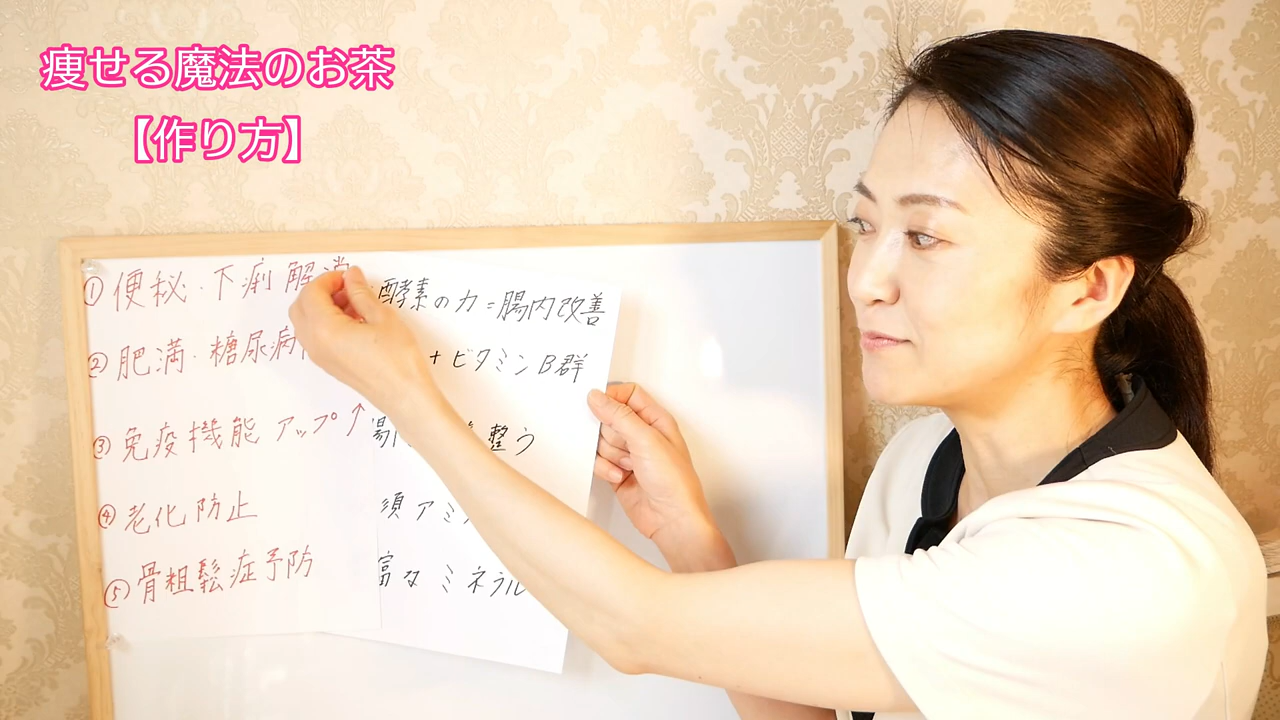 痩せる魔法のお茶
【作り方】
①便秘・下痢解消
②肥満・糖尿病
③免疫機能アップ↑
④老化防止
⑤骨粗鬆症予防
酵素の力=腸内改善
+ビタミンB群
整う
須アミ
富なミネラル